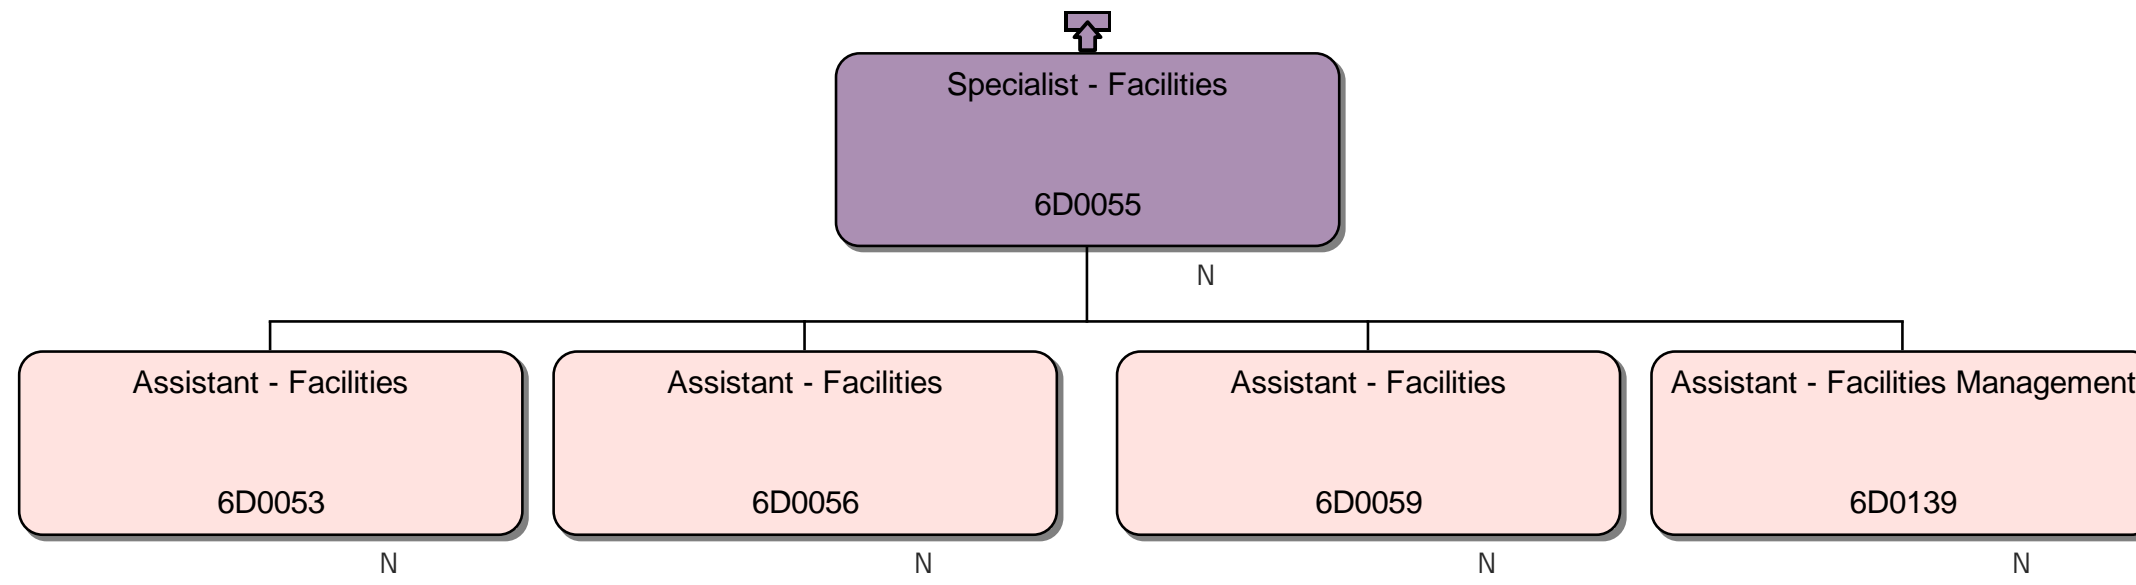 Specialist - Facilities
6D0055
N
Assistant - Facilities
6D0053
N
Assistant - Facilities
6D0056
N
Assistant - Facilities
6D0059
N
Assistant - Facilities Management
6D0139
N